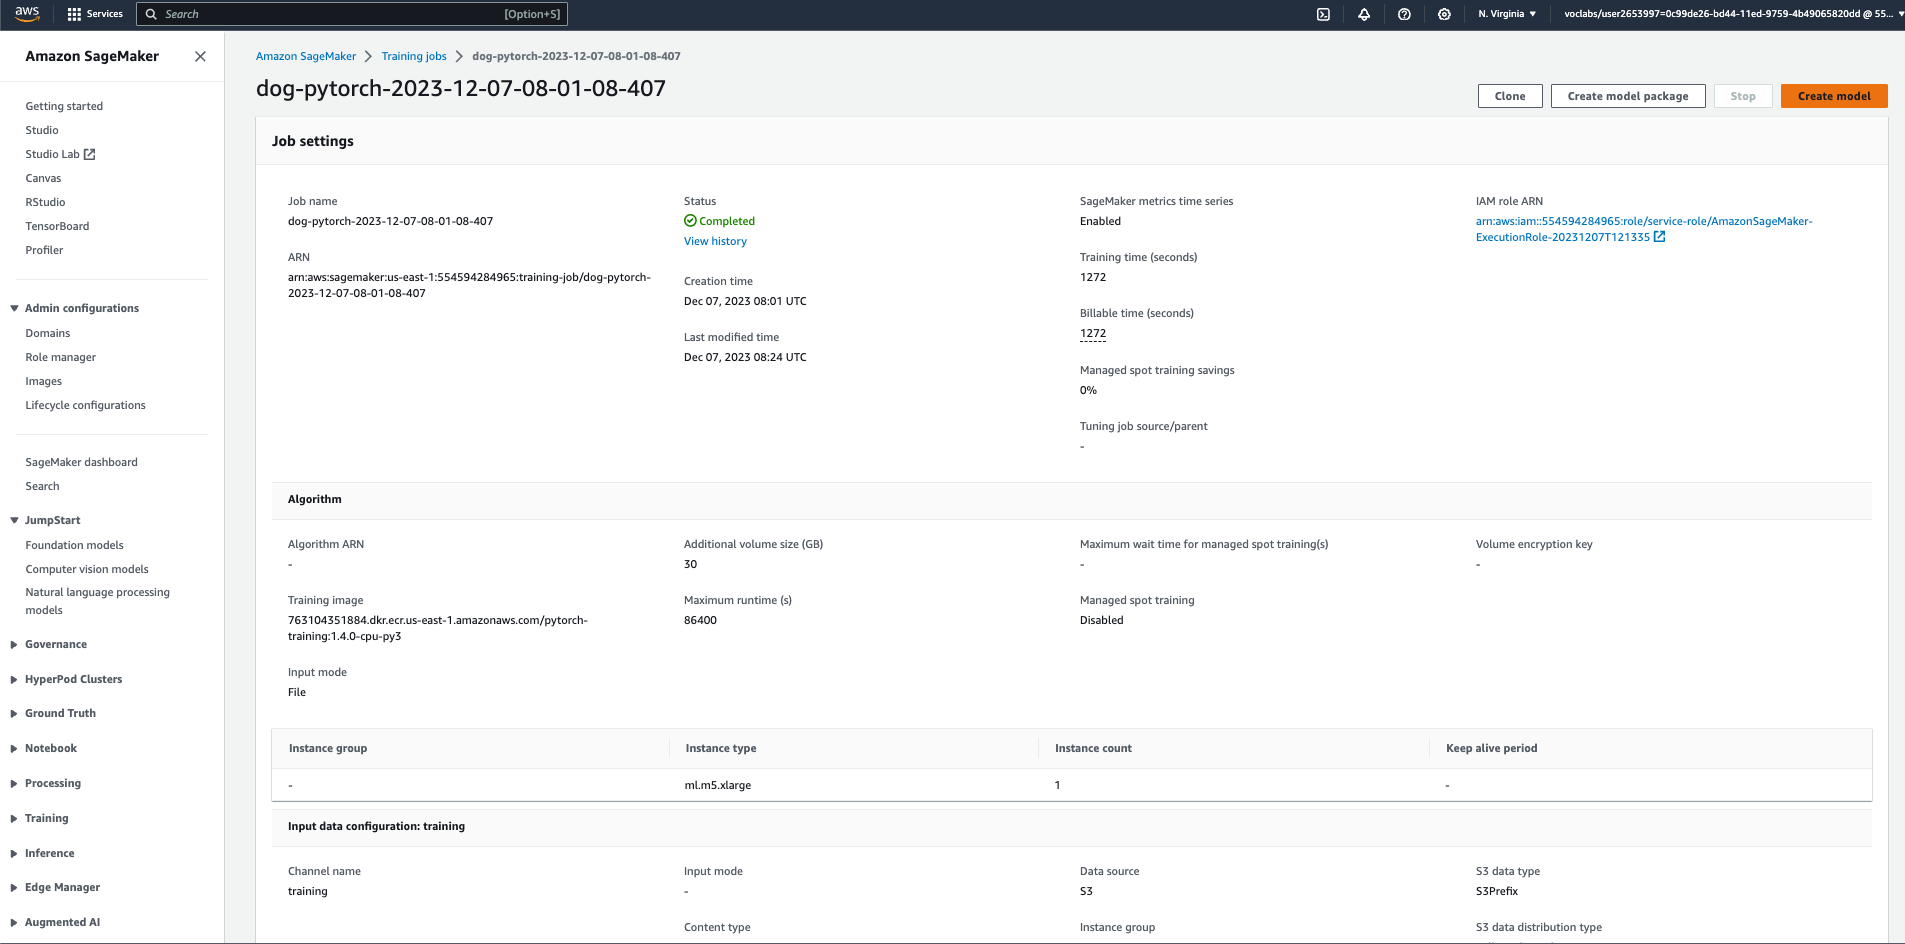 aws
Services
Search
[Option+S]
N. Virginia
voclabs/user2653997=0c99de26-bd44-11ed-9759-4b49065820dd @ 55...
Amazon SageMaker
Getting started
Studio
Studio Lab
Canvas
RStudio
TensorBoard
Profiler
Admin configurations
Domains
Role manager
Images
Lifecycle configurations
SageMaker dashboard
Search
JumpStart
Foundation models
Computer vision models
Natural language processing
models
Governance
HyperPod Clusters
Ground Truth
Notebook
Processing
Training
Inference
Edge Manager
Augmented AI
Amazon SageMaker
Training jobs
dog-pytorch-2023-12-07-08-01-08-407
dog-pytorch-2023-12-07-08-01-08-407
Clone
Create model package
Stop
Create model
Job settings
Job name
dog-pytorch-2023-12-07-08-01-08-407
ARN
arn:aws:sagemaker:us-east-1:554594284965:training-job/dog-pytorch-
2023-12-07-08-01-08-407
Status
Completed
View history
Creation time
Dec 07, 2023 08:01 UTC
Last modified time
Dec 07, 2023 08:24 UTC
SageMaker metrics time series
Enabled
Training time (seconds)
1272
Billable time (seconds)
1272
Managed spot training savings
0%
Tuning job source/parent
-
IAM role ARN
arn:aws:iam::554594284965:role/service-role/AmazonSageMaker-
ExecutionRole-20231207T121335
Algorithm
Algorithm ARN
-
Training image
763104351884.dkr.ecr.us-east-1.amazonaws.com/pytorch-
training:1.4.0-cpu-py3
Input mode
File
Additional volume size (GB)
30
Maximum runtime (s)
86400
Maximum wait time for managed spot training(s)
-
Managed spot training
Disabled
Volume encryption key
-
Instance group
Instance type
Instance count
Keep alive period
-
ml.m5.xlarge
1
-
Input data configuration: training
Channel name
training
Input mode
-
Content type
Data source
S3
Instance group
S3 data type
S3Prefix
S3 data distribution type